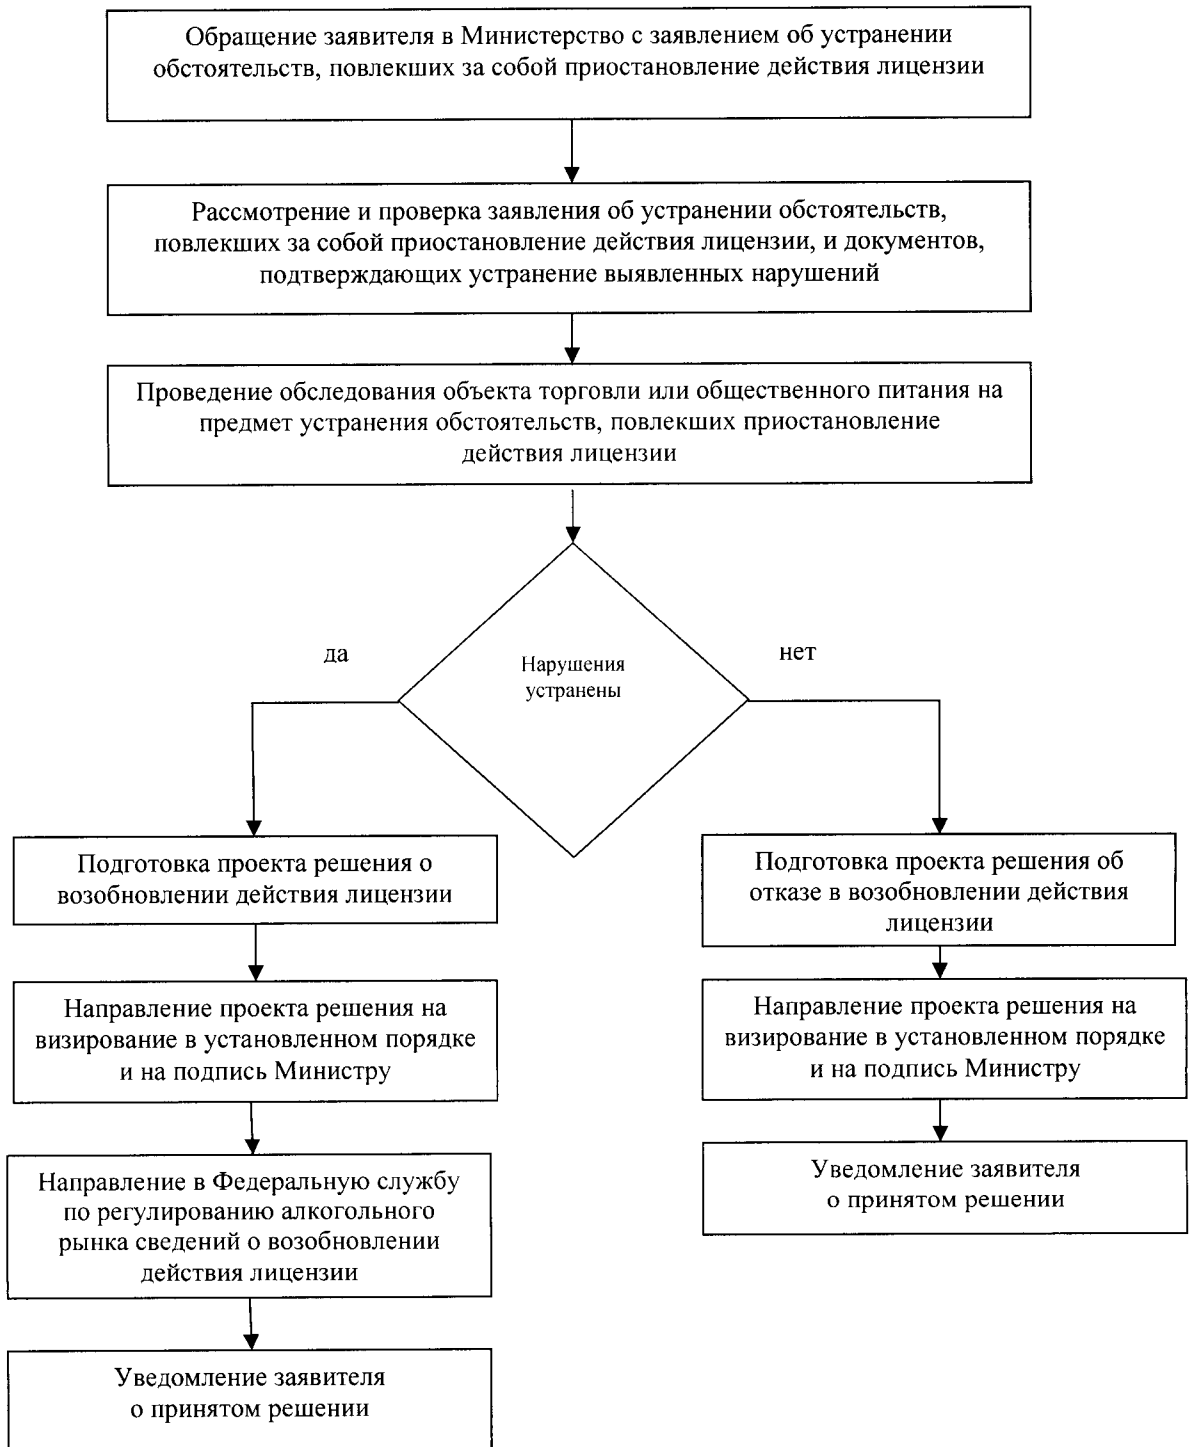 Обращение заявителя в Министерство с заявлением об устранении
обстоятельств, повлекших за собой приостановление действия лицензии
Рассмотрение и проверка заявления об устранении обстоятельств,
повлекших за собой приостановление действия лицензии, и документов,
подтверждающих устранение выявленных нарушений
Проведение обследования объекта торговли или общественного питания на
предмет устранения обстоятельств, повлекших приостановление
действия лицензии
да
Нарушения
устранены
нет
Подготовка проекта решения о
возобновлении действия лицензии
Направление проекта решения на
визирование в установленном порядке
и на подпись Министру
Направление в Федеральную службу
по регулированию алкогольного
рынка сведений о возобновлении
действия лицензии
Уведомление заявителя
о принятом решении
Подготовка проекта решения об
отказе в возобновлении действия
лицензии
Направление проекта решения на
визирование в установленном порядке
и на подпись Министру
Уведомление заявителя
о принятом решении